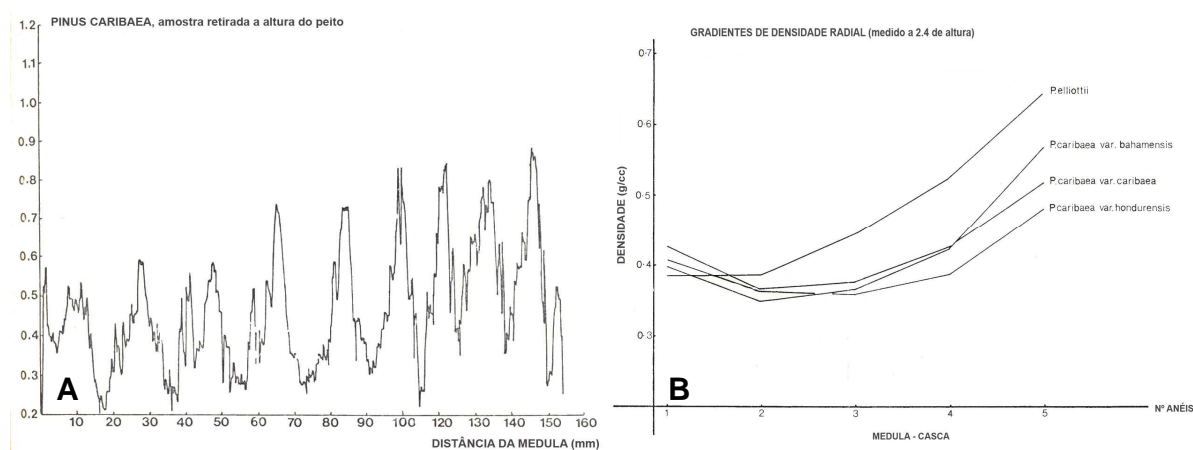 PINUS CARIBAEA, amostra retirada a altura do peito
1.2
1.1
1.0
0.9
0.8
0.7
0.6
0.5
0.4
0.3
0.2
A
10 20 30 40 50 60 70 80 90 100 110 120 130 140 150 160
DISTÂNCIA DA MEDULA (mm)
GRADIENTES DE DENSIDADE RADIAL (medido a 2.4 de altura)
DENSIDADE (g/cc)
0·7
0·6
0·5
0·4
0·3
P.elliottii
P.caribaea var. bahamensis
P.caribaea var. caribaea
P.caribaea var. hondurensis
B
1 2 3 4 5
Nº ANÉIS
MEDULA - CASCA